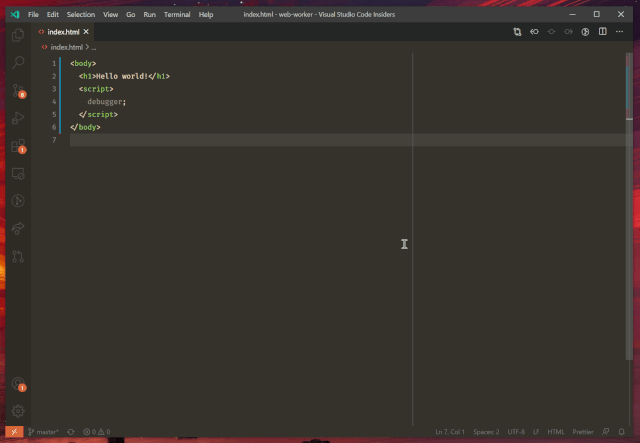 File Edit Selection View Go Run Terminal Help index.html - web-worker - Visual Studio Code Insiders
index.html
index.html > ...
1 <body>
2 <h1>Hello world!</h1>
3 <script>
4 debugger;
5 </script>
6 </body>
7
8
1
1
master* 0 0 Ln 7, Col 1 Spaces: 2 UTF-8 LF HTML Prettier